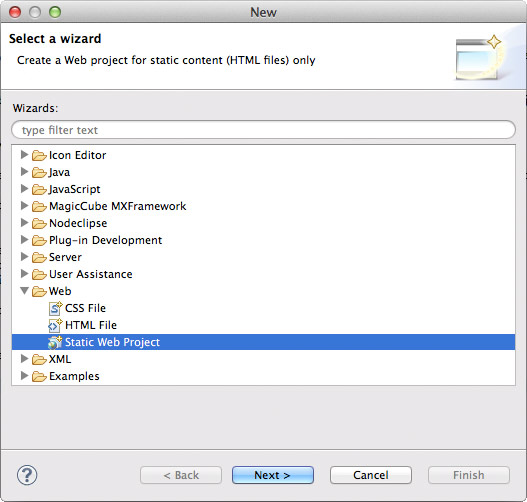 New
Select a wizard
Create a Web project for static content (HTML files) only
Wizards:
type filter text
Icon Editor
Java
JavaScript
MagicCube MXFramework
Nodeclipse
Plug-in Development
Server
User Assistance
Web
CSS File
HTML File
Static Web Project
XML
Examples
?
< Back
Next >
Cancel
Finish